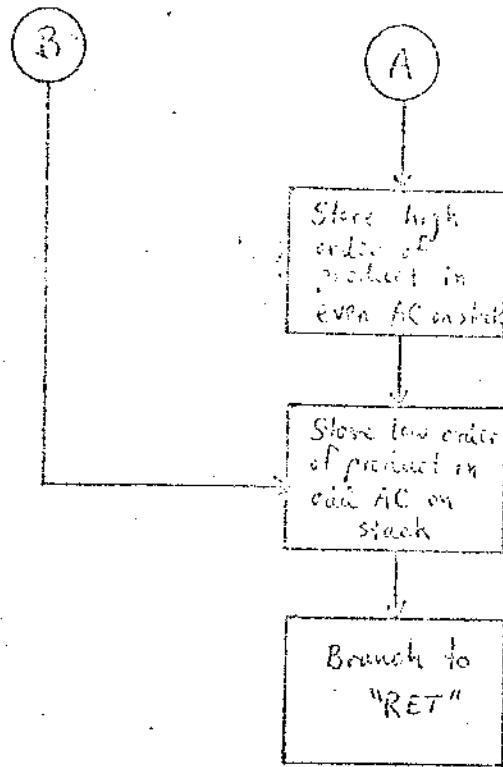 B
A
Store high
order of
product in
even AC on stack
Store low order
of product in
odd AC on
stack
Branch to
"RET"